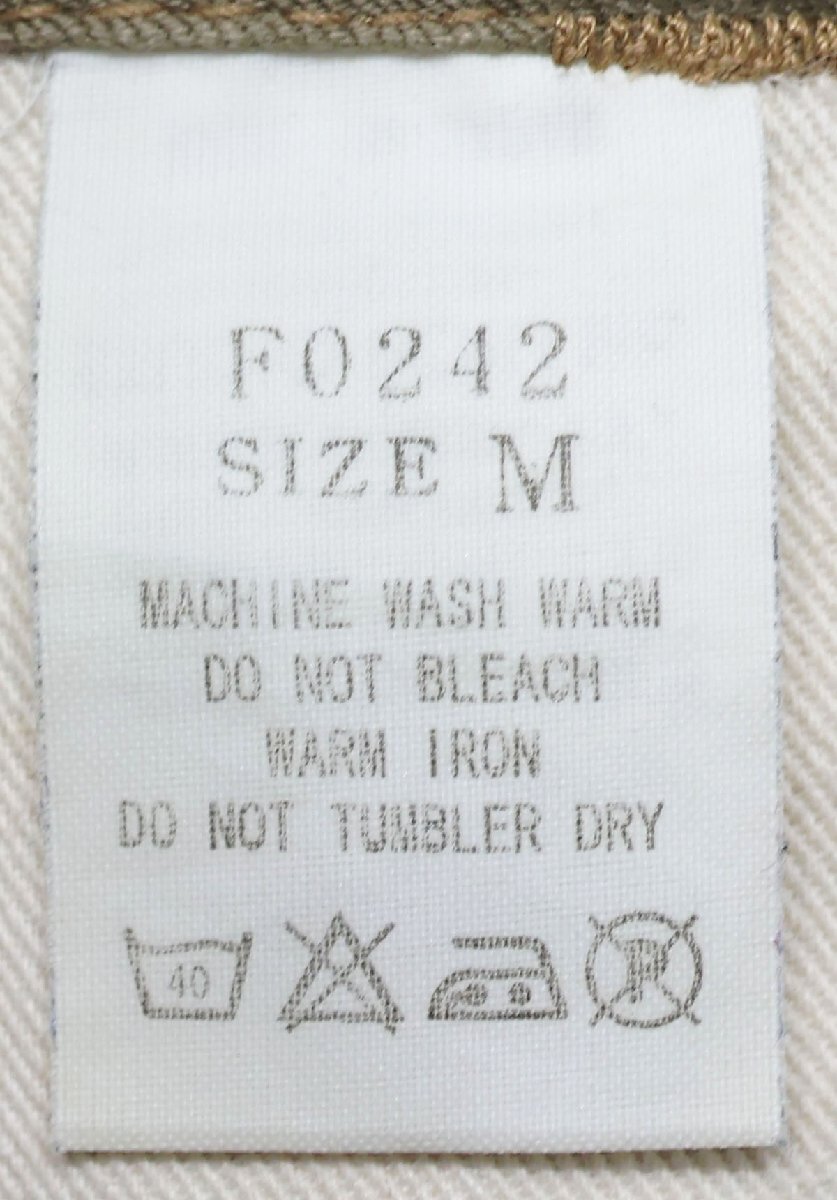 F0242
SIZE M
MACHINE WASH WARM
DO NOT BLEACH
WARM IRON
DO NOT TUMBLER DRY
40 P